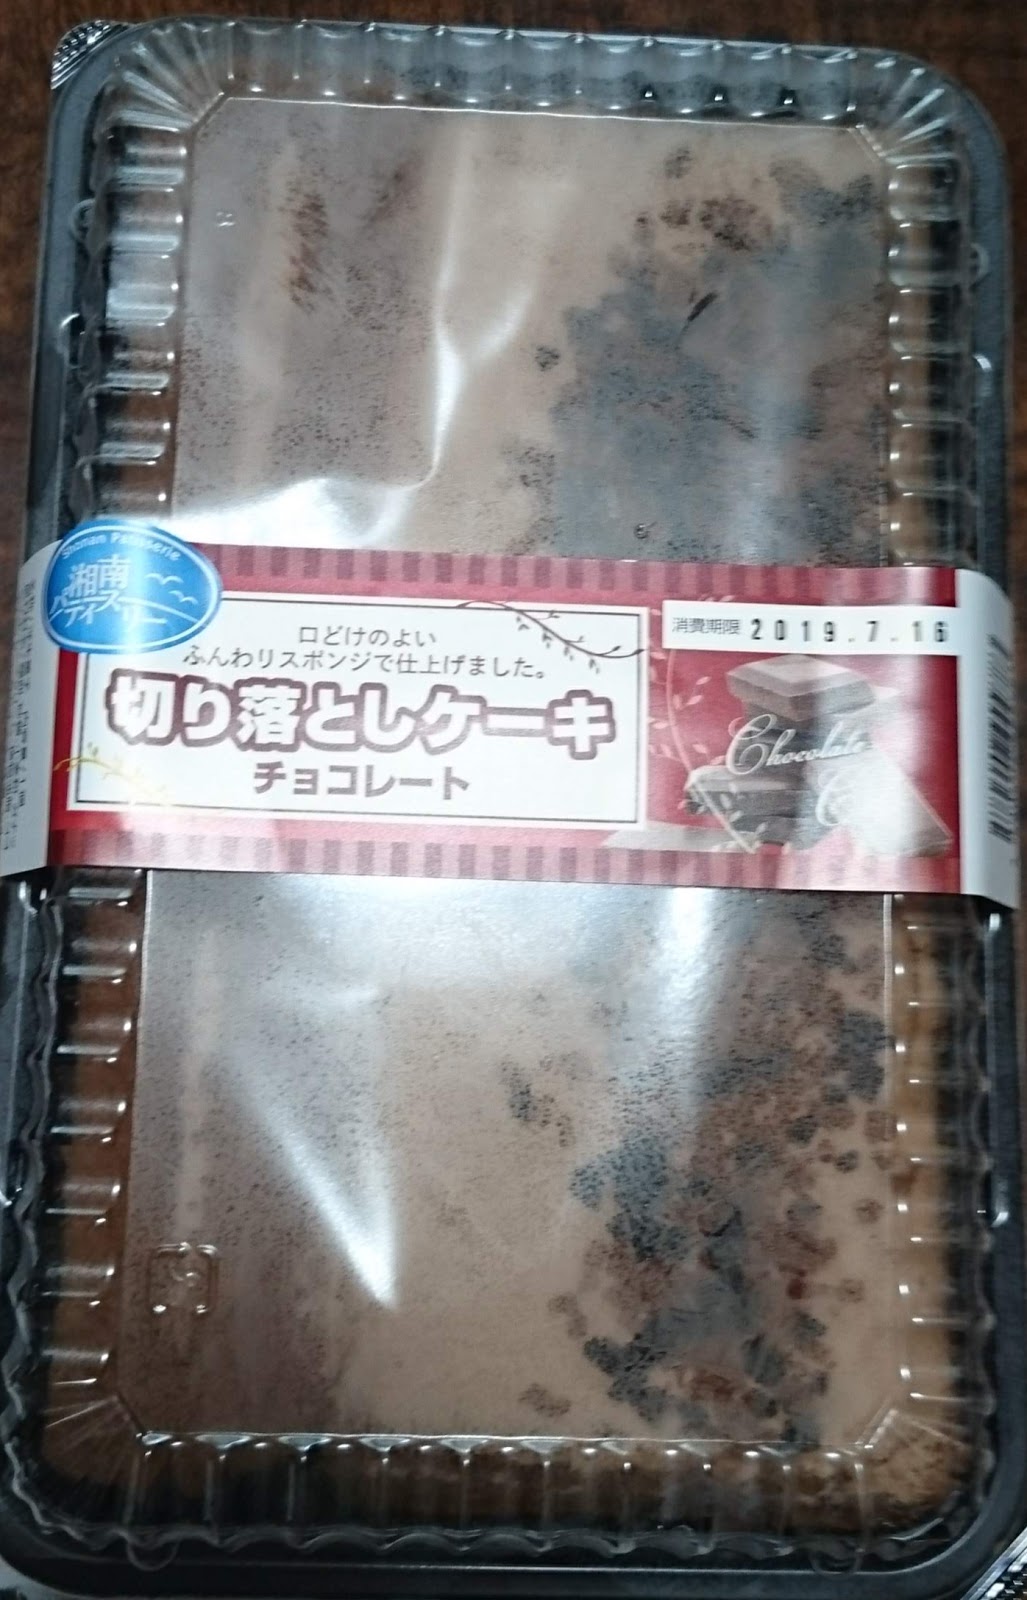 Shonan Patisserie
湘南
パティスリー
口どけのよい
ふんわりスポンジで仕上げました。
切り落としケーキ
チョコレート
消費期限 2019.7.16
Chocolate